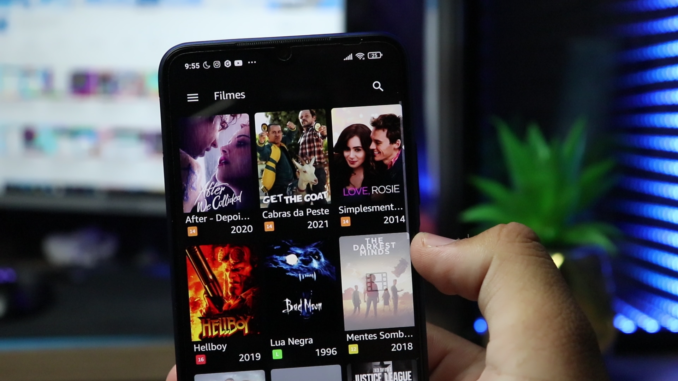 9:55
Filmes
After
We Collided
GET THE GOAT
LOVE, ROSIE
After - Depoi...
Cabras da Peste
Simplesment...
14 2020
14 2021
14 2014
HELLBOY
Bad Moon
THE DARKEST MINDS
Hellboy
Lua Negra
Mentes Somb...
16 2019
L 1996
2018
JUSTICE LEAGUE